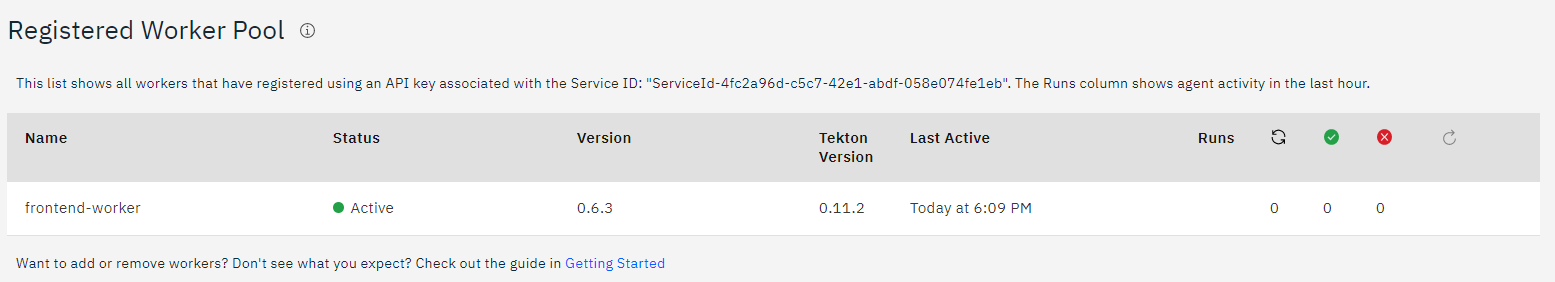 Registered Worker Pool
This list shows all workers that have registered using an API key associated with the Service ID: "ServiceId-4fc2a96d-c5c7-42e1-abdf-058e074fe1eb". The Runs column shows agent activity in the last hour.
Name Status Version Tekton Version Last Active Runs
frontend-worker Active 0.6.3 0.11.2 Today at 6:09 PM 0 0 0
Want to add or remove workers? Don't see what you expect? Check out the guide in Getting Started